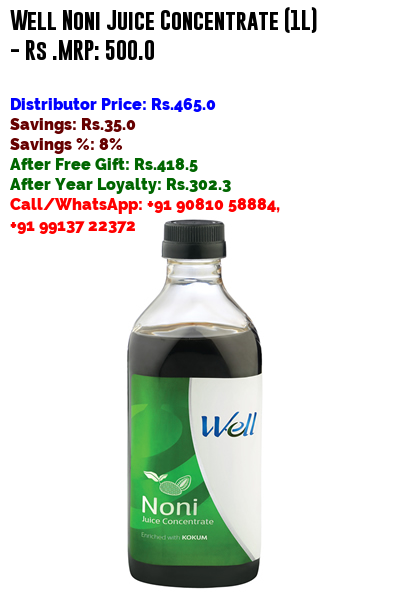 Well Noni Juice Concentrate (1L)
- Rs .MRP: 500.0
Distributor Price: Rs.465.0
Savings: Rs.35.0
Savings %: 8%
After Free Gift: Rs.418.5
After Year Loyalty: Rs.302.3
Call/WhatsApp: +91 90810 58884,
+91 99137 22372
Well
Noni
Juice Concentrate
Enriched with KOKUM